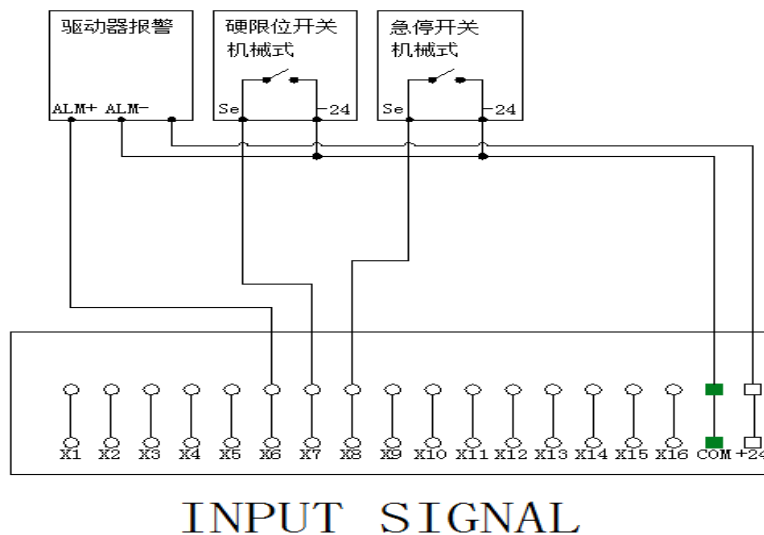 驱动器报警
硬限位开关
机械式
急停开关
机械式
ALM+ ALM-
Se -24
Se -24
X1 X2 X3 X4 X5 X6 X7 X8 X9 X10 X11 X12 X13 X14 X15 X16 COM +24
INPUT SIGNAL